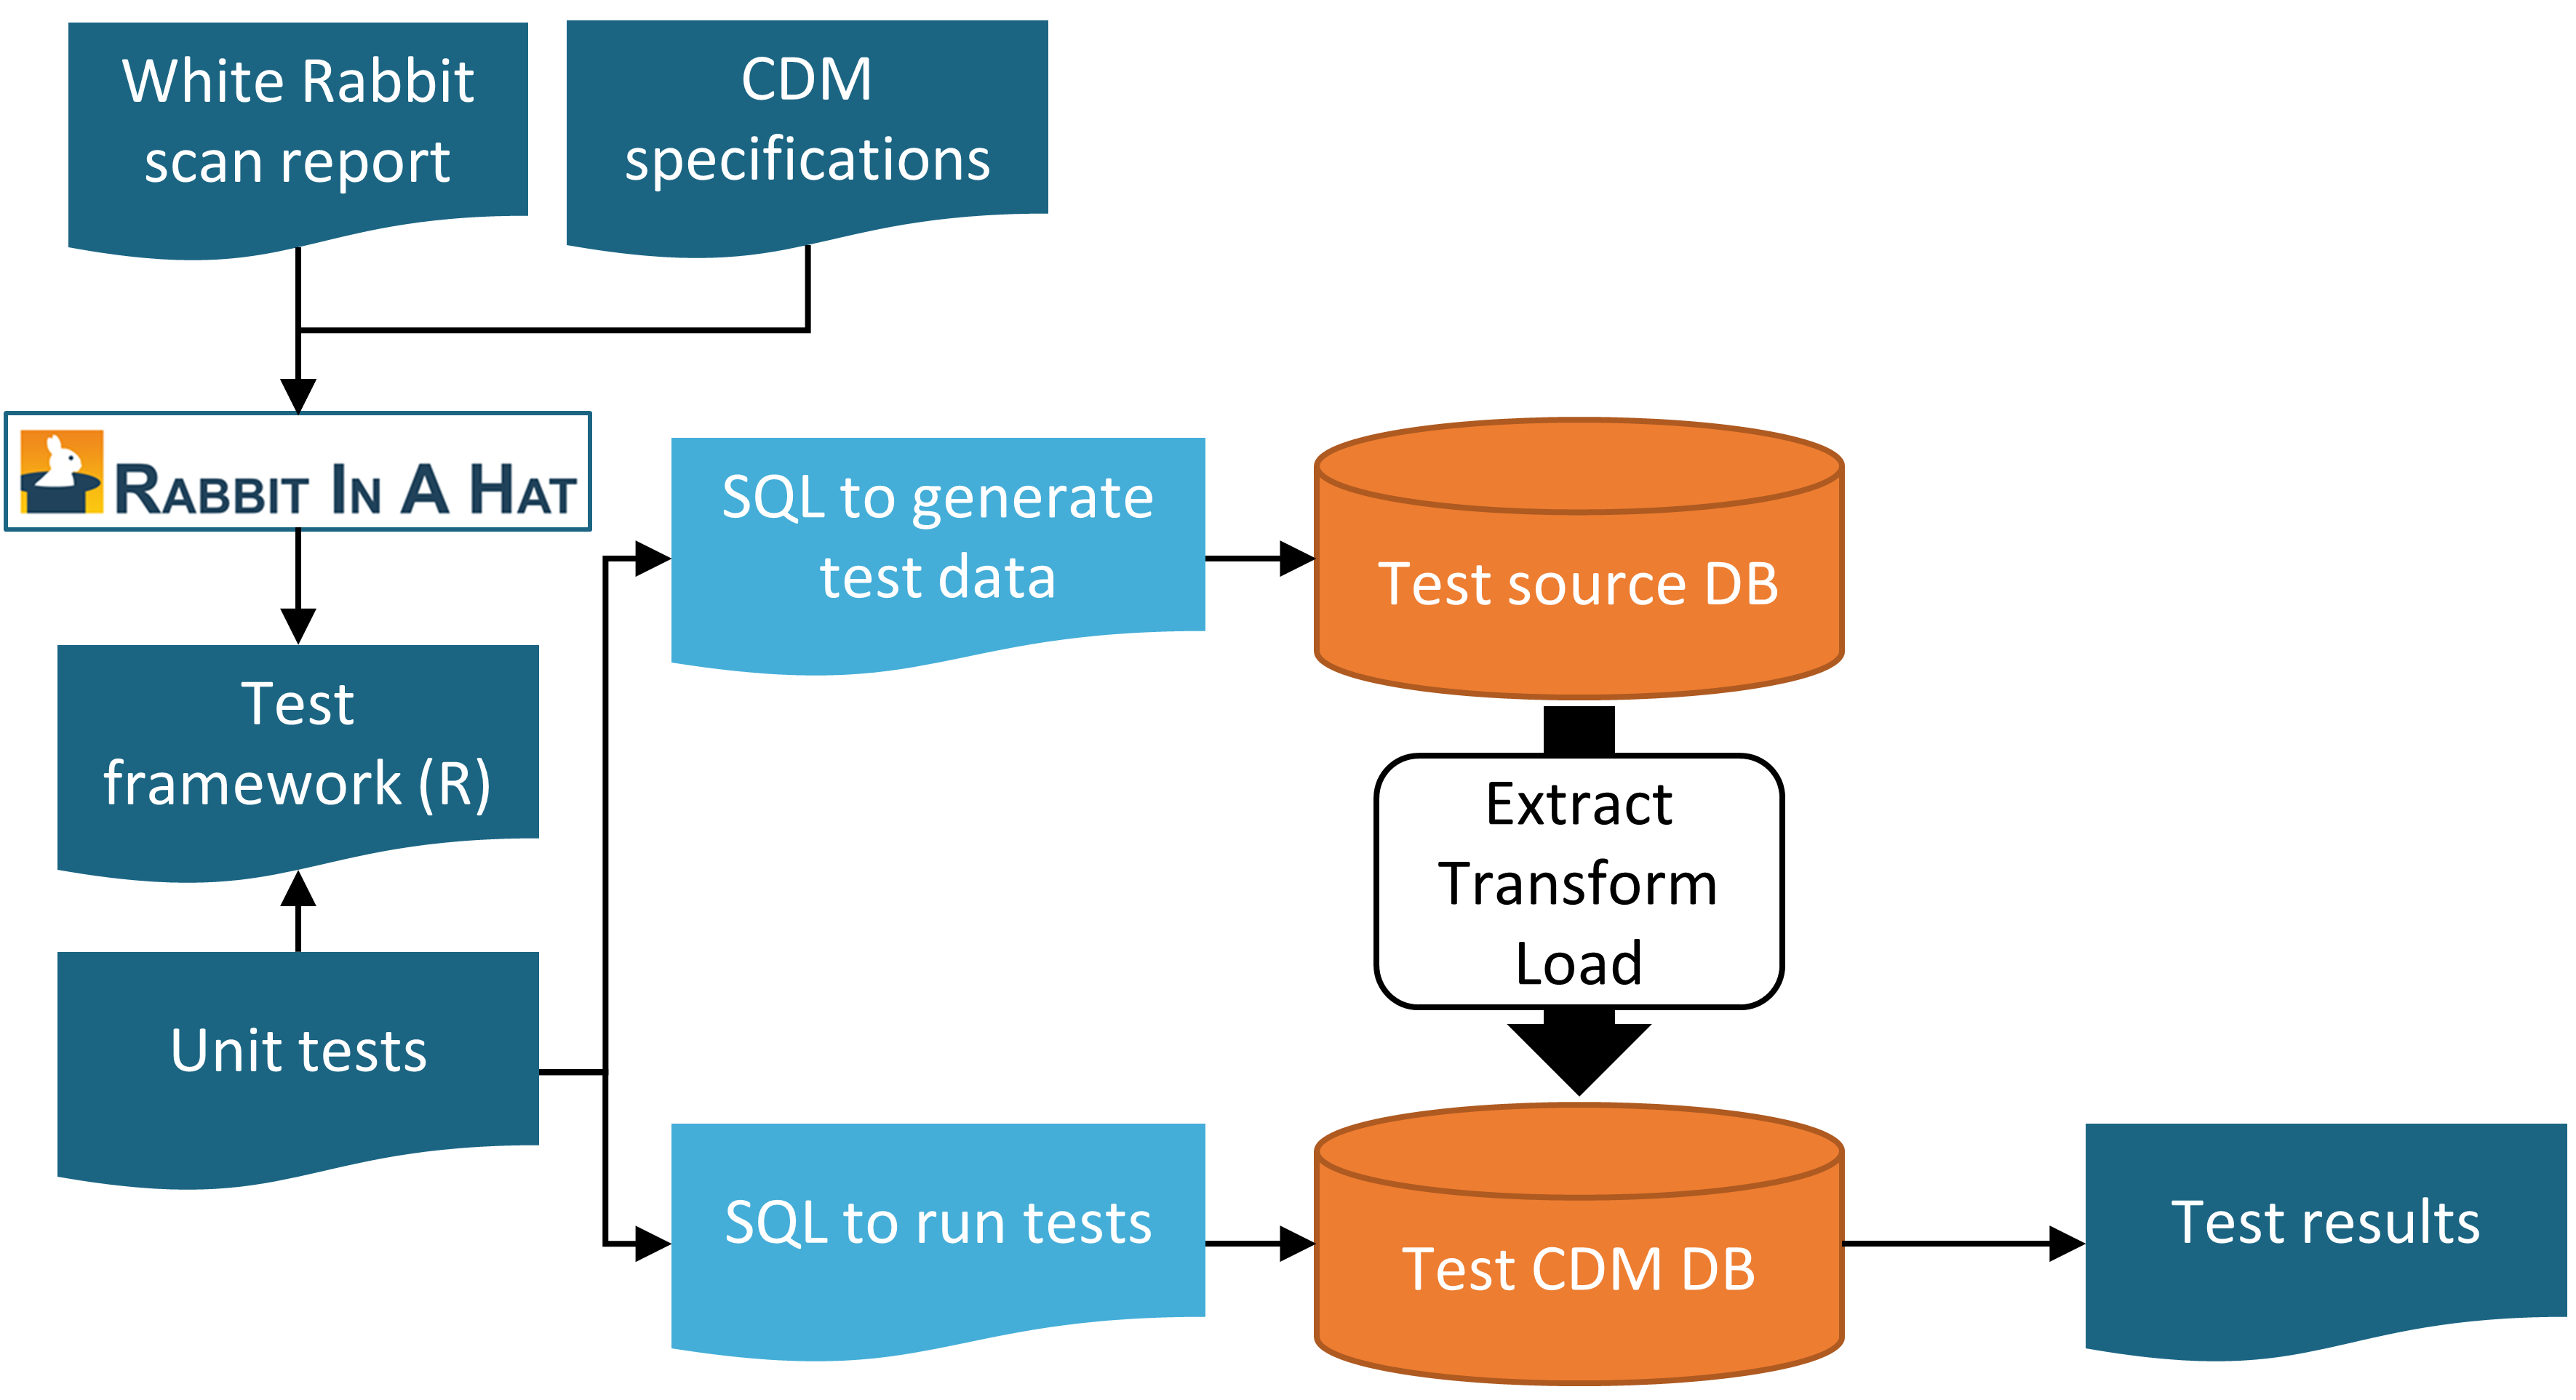 White Rabbit
scan report
CDM
specifications
RABBIT IN A HAT
SQL to generate
test data
Test source DB
Test
framework (R)
Extract
Transform
Load
Unit tests
SQL to run tests
Test CDM DB
Test results